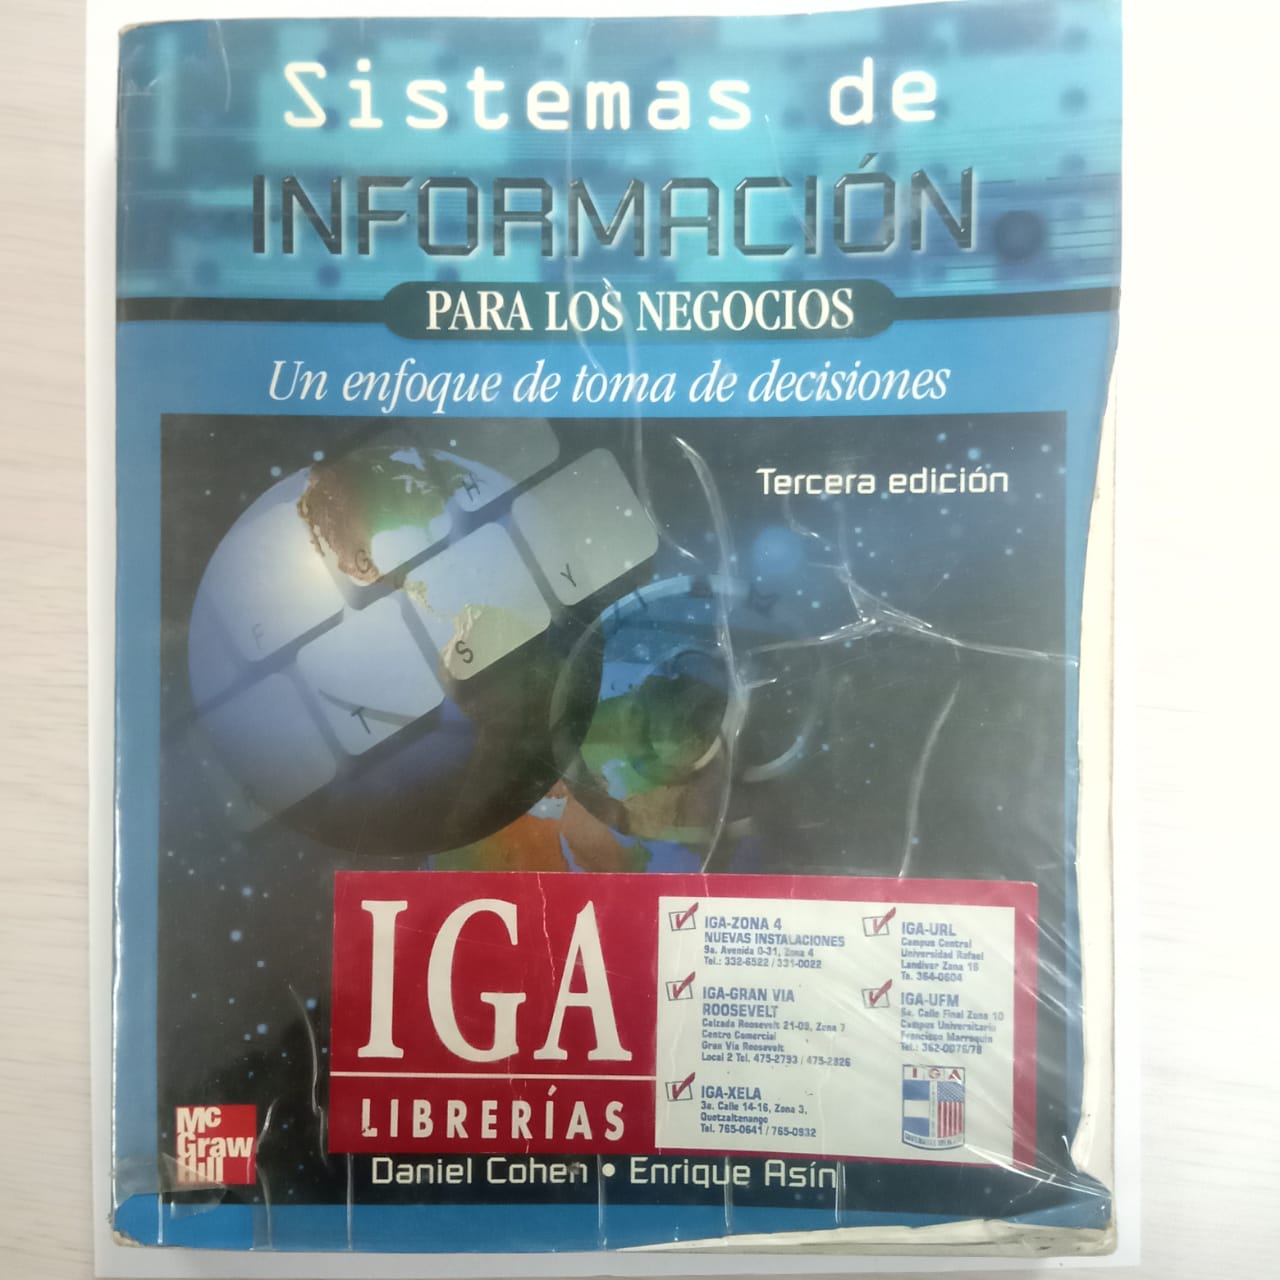 Sistemas de
INFORMACIÓN
PARA LOS NEGOCIOS
Un enfoque de toma de decisiones
Tercera edición
H
G
Y
F
S
T
IGA
LIBRERÍAS
IGA-ZONA 4
NUEVAS INSTALACIONES
9a. Avenida 0-31, Zona 4
Tel.: 332-6522 / 331-0022
IGA-GRAN VIA
ROOSEVELT
Calzada Roosevelt 21-09, Zona 7
Centro Comercial
Gran Via Roosevelt
Local 2 Tel. 475-2793 / 475-2826
IGA-XELA
3a. Calle 14-16, Zona 3,
Quetzaltenango
Tel. 765-0641 / 765-0932
IGA-URL
Campus Central
Universidad Rafael
Landivar Zona 16
Te. 364-0604
IGA-UFM
6a. Calle Final Zona 10
Campus Universitario
Francisco Marroquin
Tel.: 362-0076/78
IGA
Mc
Graw
Hill
Daniel Cohen • Enrique Asín